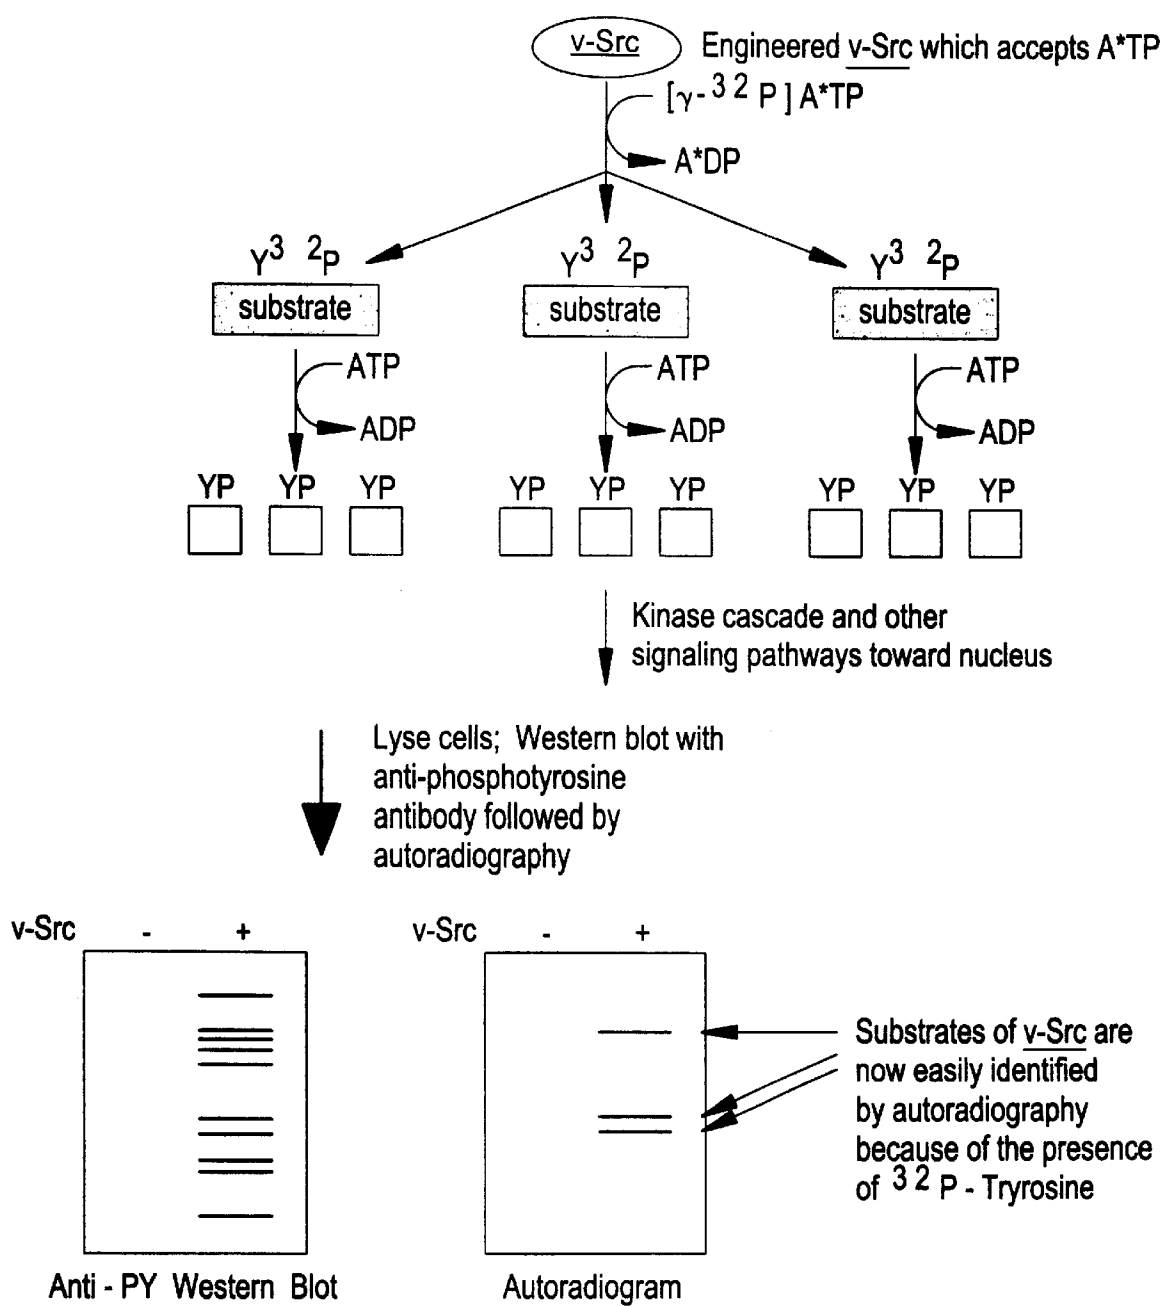 v-Src
Engineered v-Src which accepts A*TP
[γ-32P]A*TP
A*DP
Y32P
Y32P
Y32P
substrate
substrate
substrate
ATP
ATP
ATP
ADP
ADP
ADP
YP YP YP
YP YP YP
YP YP YP
Kinase cascade and other
signaling pathways toward nucleus
Lyse cells; Western blot with
anti-phosphotyrosine
antibody followed by
autoradiography
v-Src - +
v-Src - +
Substrates of v-Src are
now easily identified
by autoradiography
because of the presence
of 32P - Tryrosine
Anti - PY Western Blot
Autoradiogram